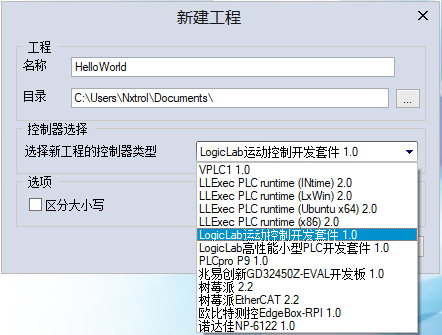 新建工程
工程
名称 HelloWorld
目录 C:\Users\Nxtrol\Documents\ ...
控制器选择
选择新工程的控制器类型 LogicLab运动控制开发套件 1.0
VPLC1 1.0
LLExec PLC runtime (INtime) 2.0
LLExec PLC runtime (LxWin) 2.0
LLExec PLC runtime (Ubuntu x64) 2.0
LLExec PLC runtime (x86) 2.0
LogicLab运动控制开发套件 1.0
LogicLab高性能小型PLC开发套件 1.0
PLCpro P9 1.0
兆易创新GD32450Z-EVAL开发板 1.0
树莓派 2.2
树莓派EtherCAT 2.2
欧比特测控EdgeBox-RPI 1.0
诺达佳NP-6122 1.0
选项
区分大小写